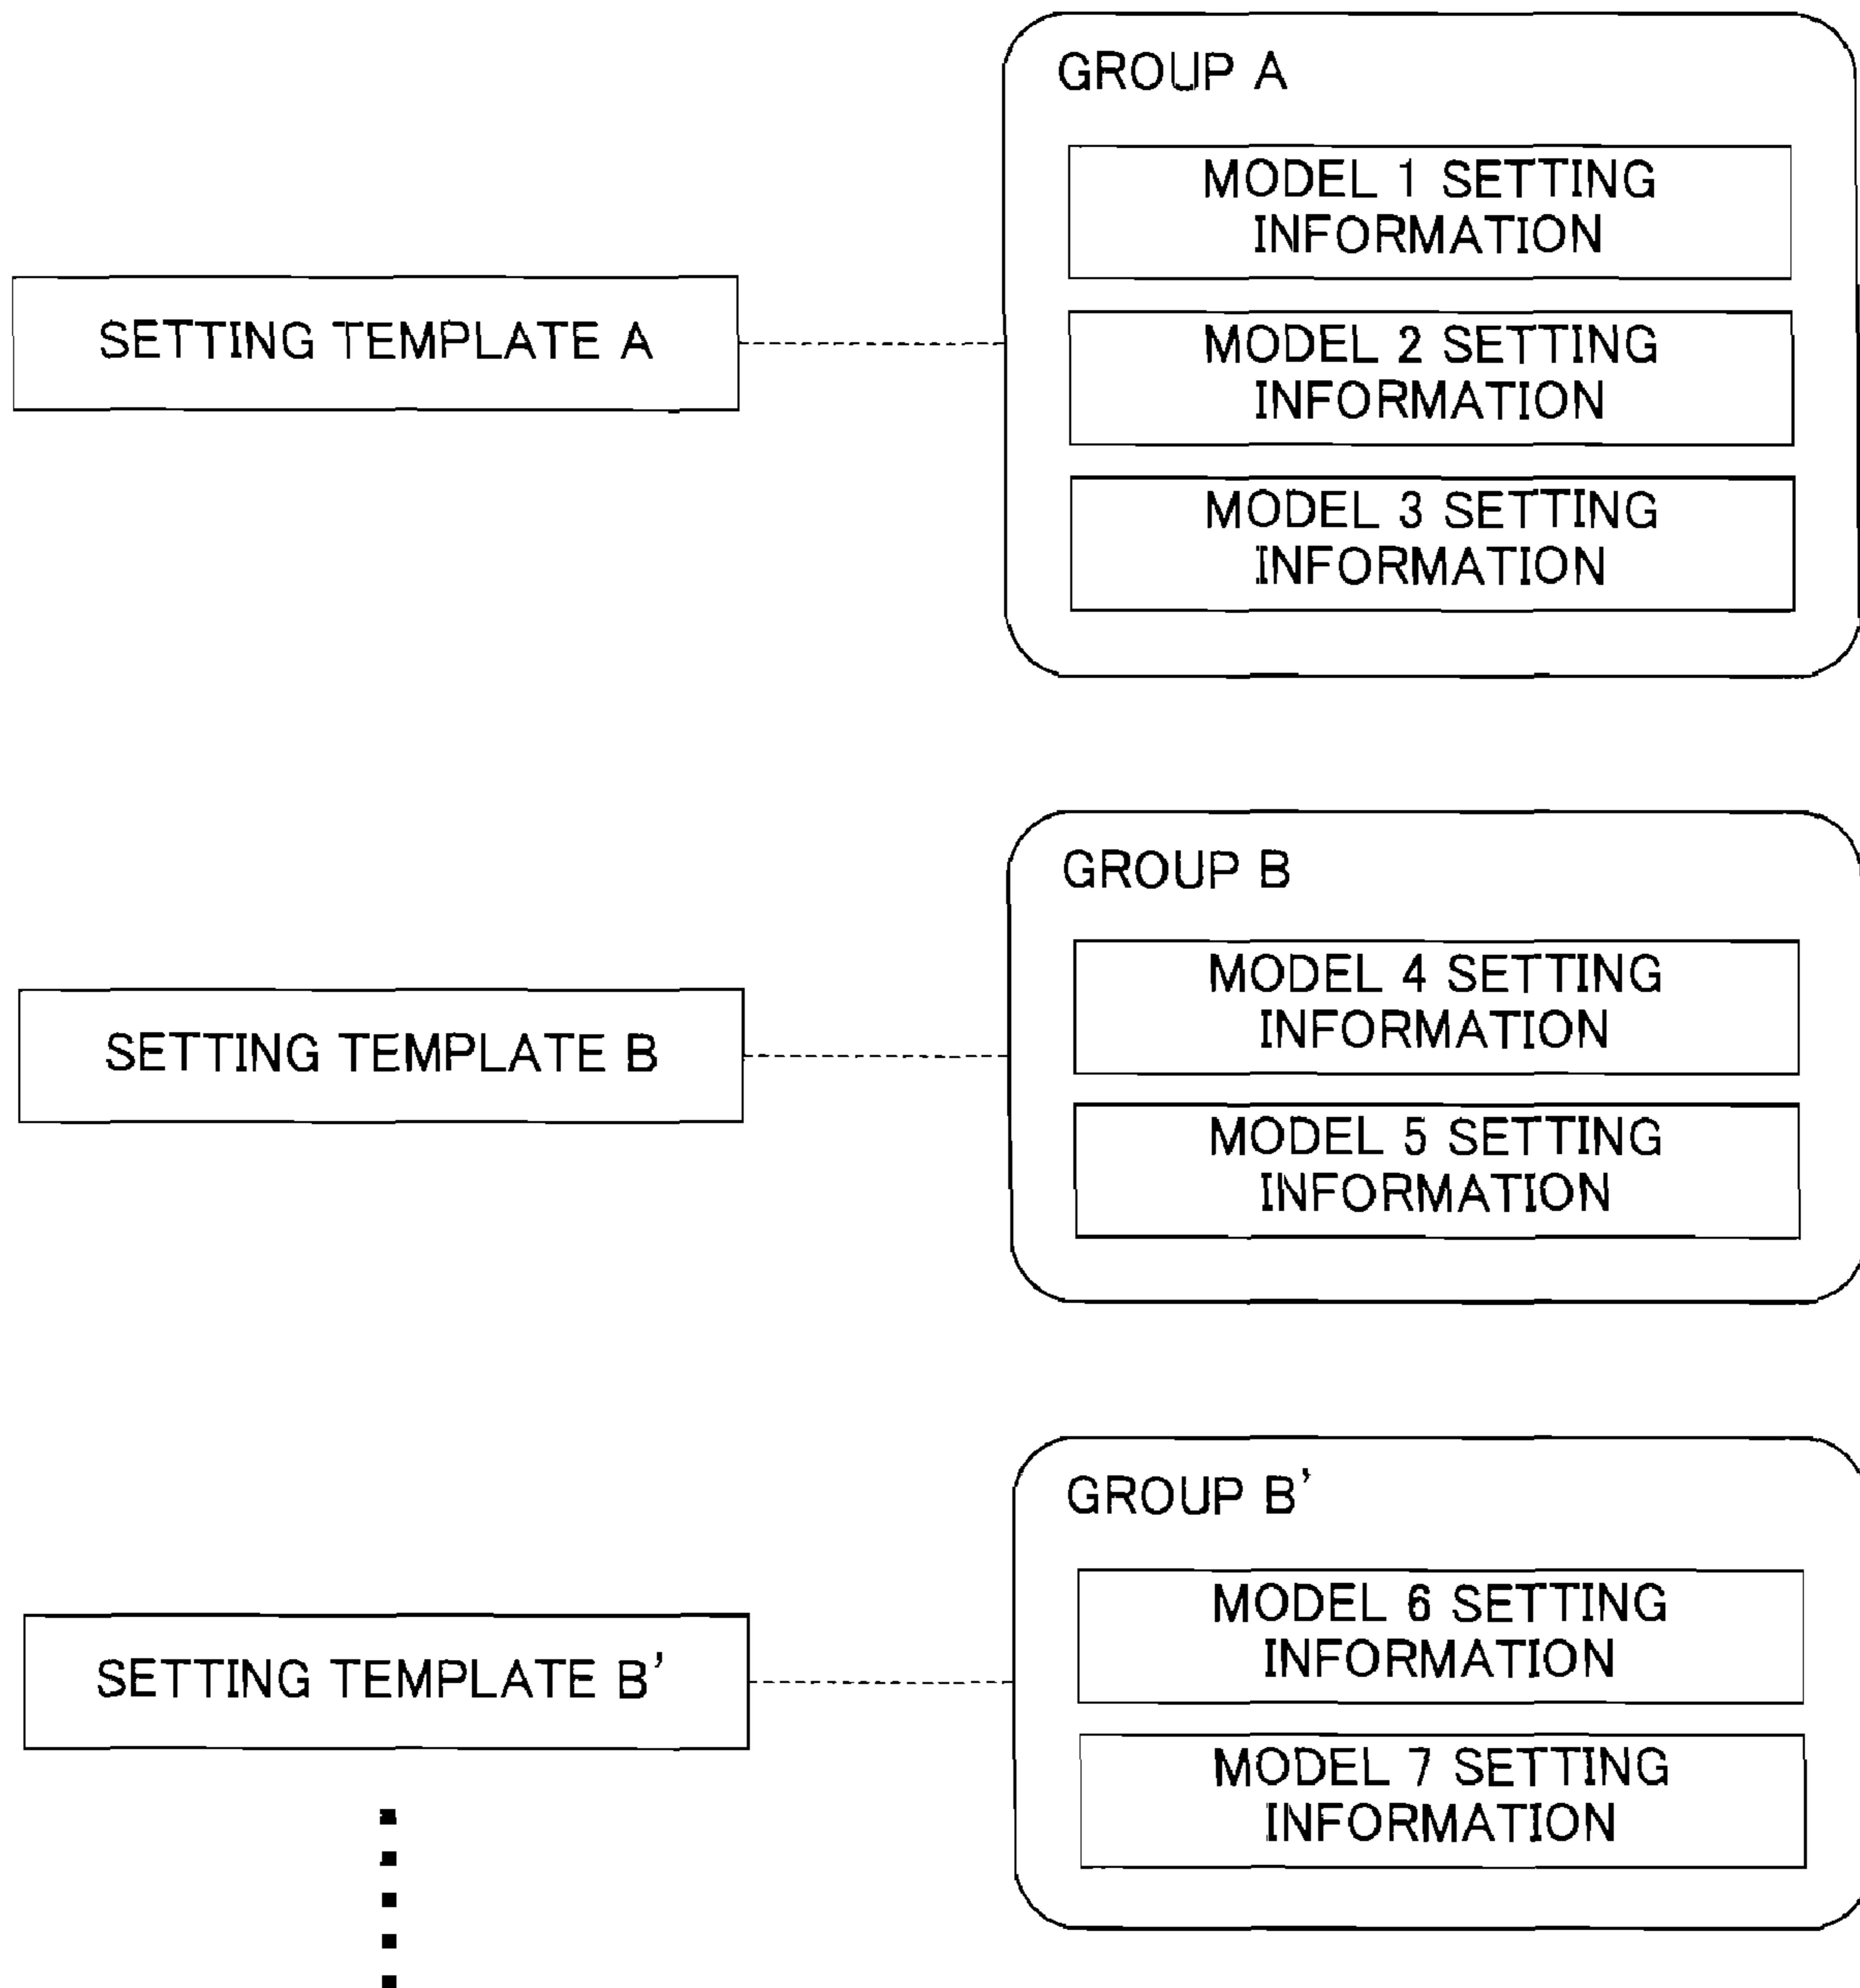 GROUP A
MODEL 1 SETTING
INFORMATION
SETTING TEMPLATE A
MODEL 2 SETTING
INFORMATION
MODEL 3 SETTING
INFORMATION
GROUP B
MODEL 4 SETTING
INFORMATION
SETTING TEMPLATE B
MODEL 5 SETTING
INFORMATION
GROUP B'
MODEL 6 SETTING
INFORMATION
SETTING TEMPLATE B'
MODEL 7 SETTING
INFORMATION